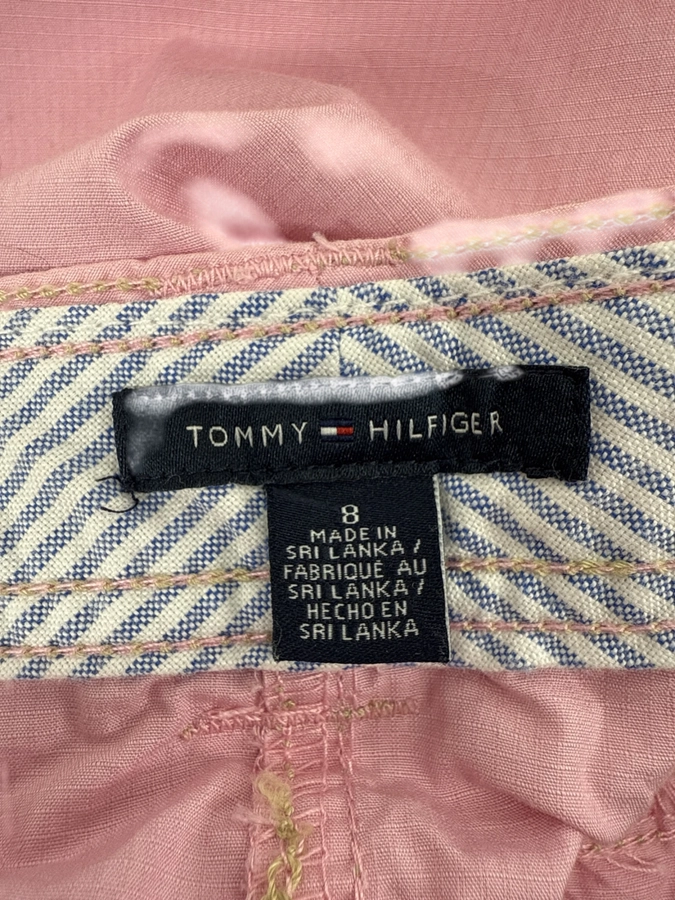 TOMMY HILFIGER
8
MADE IN
SRI LANKA /
FABRIQUÉ AU
SRI LANKA /
HECHO EN
SRI LANKA